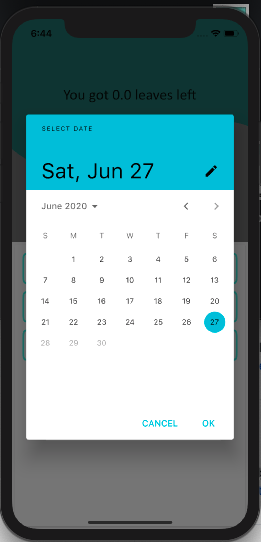 6:44
You got 0.0 leaves left
SELECT DATE
Sat, Jun 27
June 2020
S M T W T F S
1 2 3 4 5 6
7 8 9 10 11 12 13
14 15 16 17 18 19 20
21 22 23 24 25 26 27
28 29 30
CANCEL OK